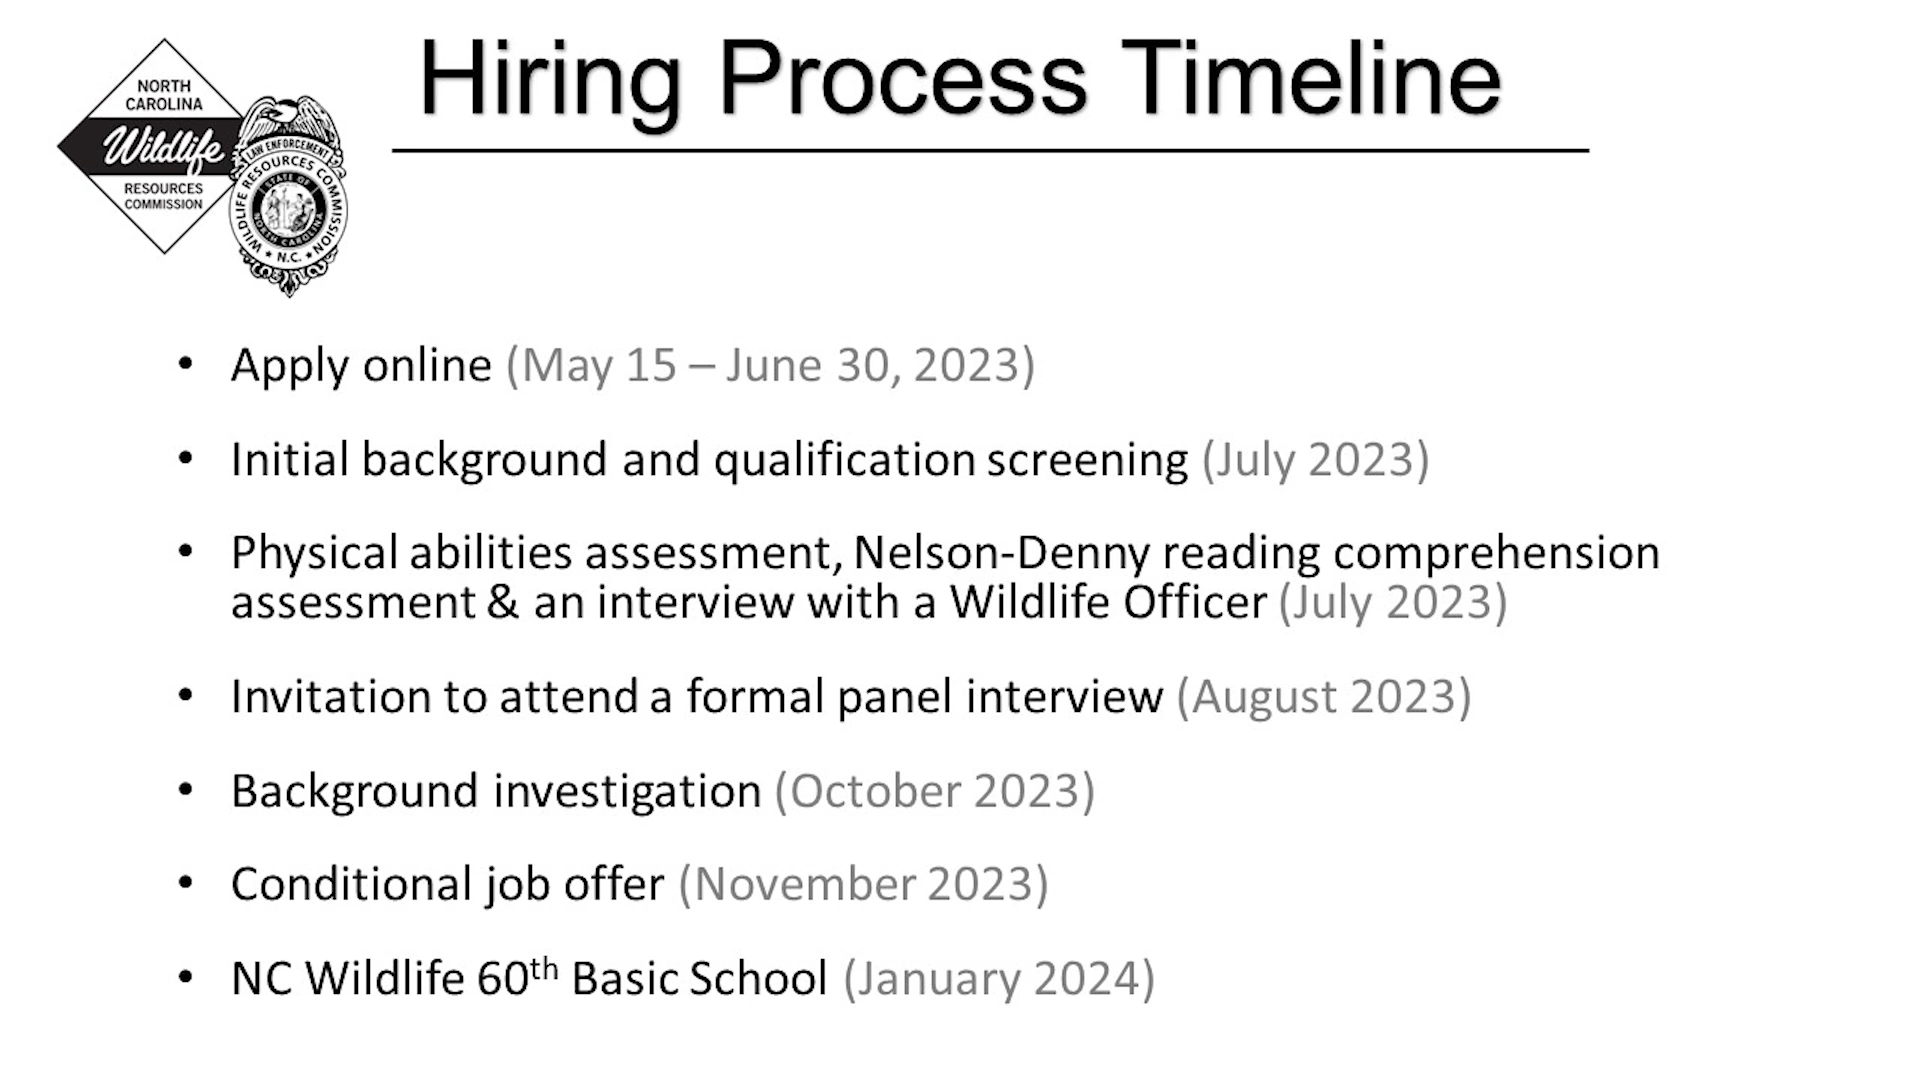 NORTH
CAROLINA
Wildlife
RESOURCES
COMMISSION
LAW ENFORCEMENT
WILDLIFE RESOURCES COMMISSION
STATE OF
NORTH CAROLINA
★ N.C. ★
Hiring Process Timeline
• Apply online (May 15 – June 30, 2023)
• Initial background and qualification screening (July 2023)
• Physical abilities assessment, Nelson-Denny reading comprehension
assessment & an interview with a Wildlife Officer (July 2023)
• Invitation to attend a formal panel interview (August 2023)
• Background investigation (October 2023)
• Conditional job offer (November 2023)
• NC Wildlife 60th Basic School (January 2024)